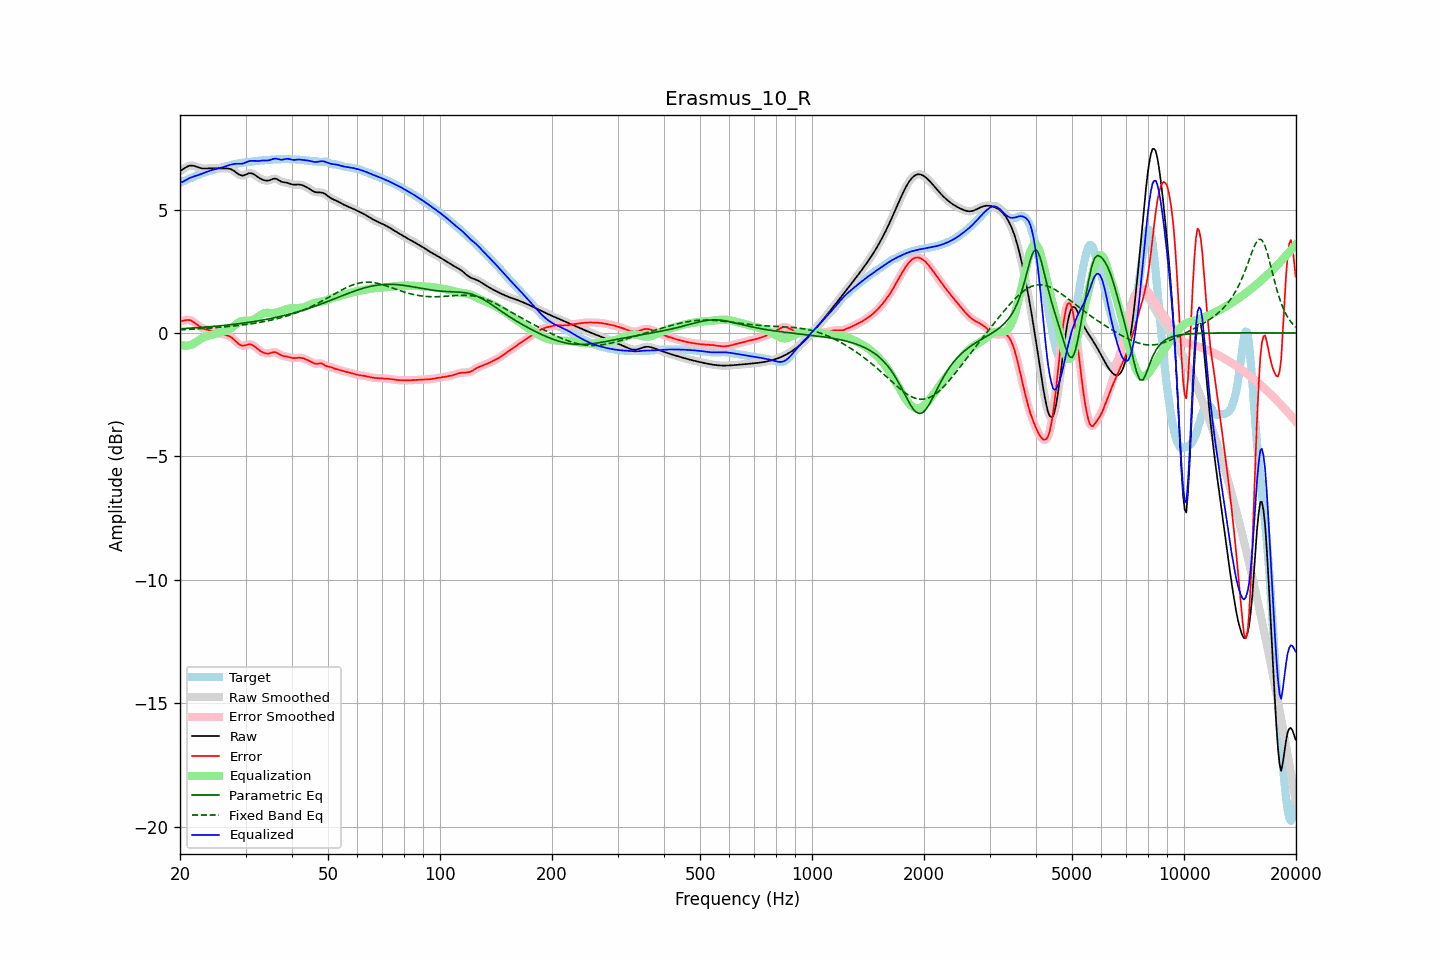 Erasmus_10_R
Amplitude (dBr)
5
0
−5
−10
−15
−20
Target
Raw Smoothed
Error Smoothed
Raw
Error
Equalization
Parametric Eq
Fixed Band Eq
Equalized
20 50 100 200 500 1000 2000 5000 10000 20000
Frequency (Hz)